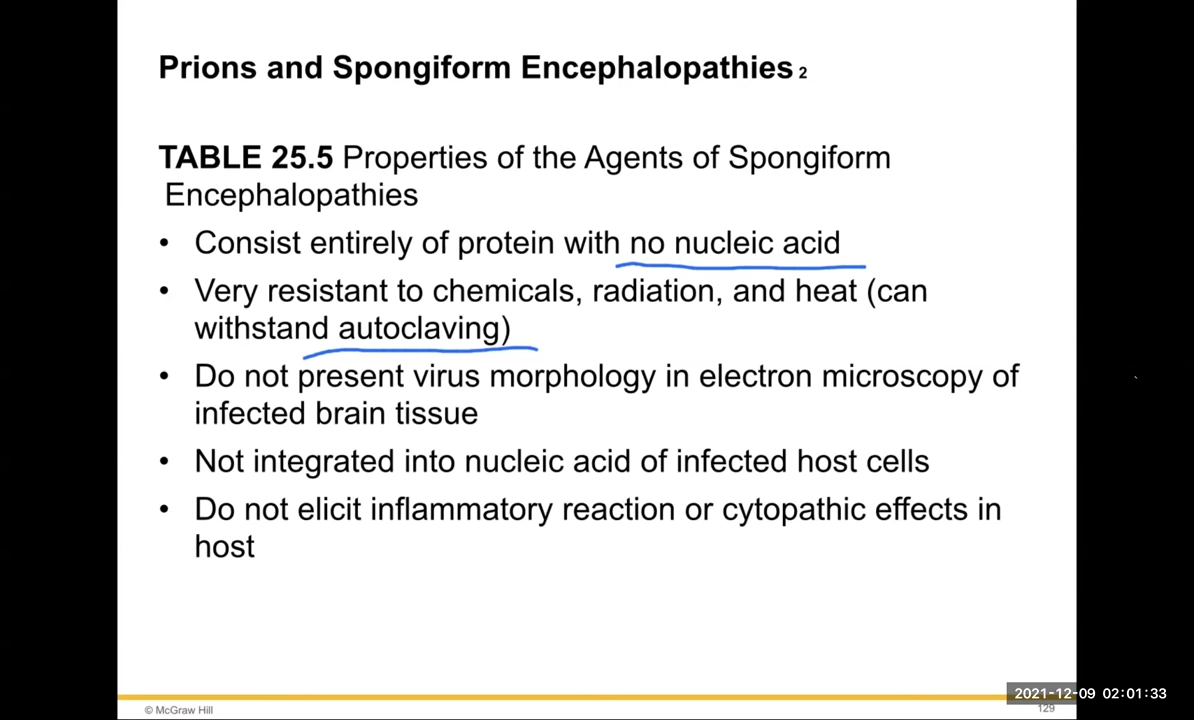 Prions and Spongiform Encephalopathies 2
TABLE 25.5 Properties of the Agents of Spongiform
Encephalopathies
• Consist entirely of protein with no nucleic acid
• Very resistant to chemicals, radiation, and heat (can
withstand autoclaving)
• Do not present virus morphology in electron microscopy of
infected brain tissue
• Not integrated into nucleic acid of infected host cells
• Do not elicit inflammatory reaction or cytopathic effects in
host
2021-12-09 02:01:33
© McGraw Hill
129